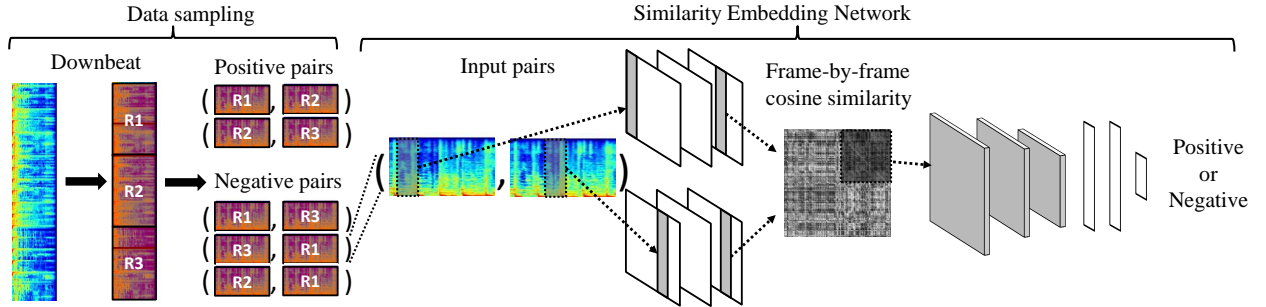 Data sampling
Similarity Embedding Network
Downbeat
R1
R2
R3
Positive pairs
( R1 , R2 )
( R2 , R3 )
Negative pairs
( R1 , R3 )
( R3 , R1 )
( R2 , R1 )
Input pairs
( , )
Frame-by-frame
cosine similarity
Positive
or
Negative